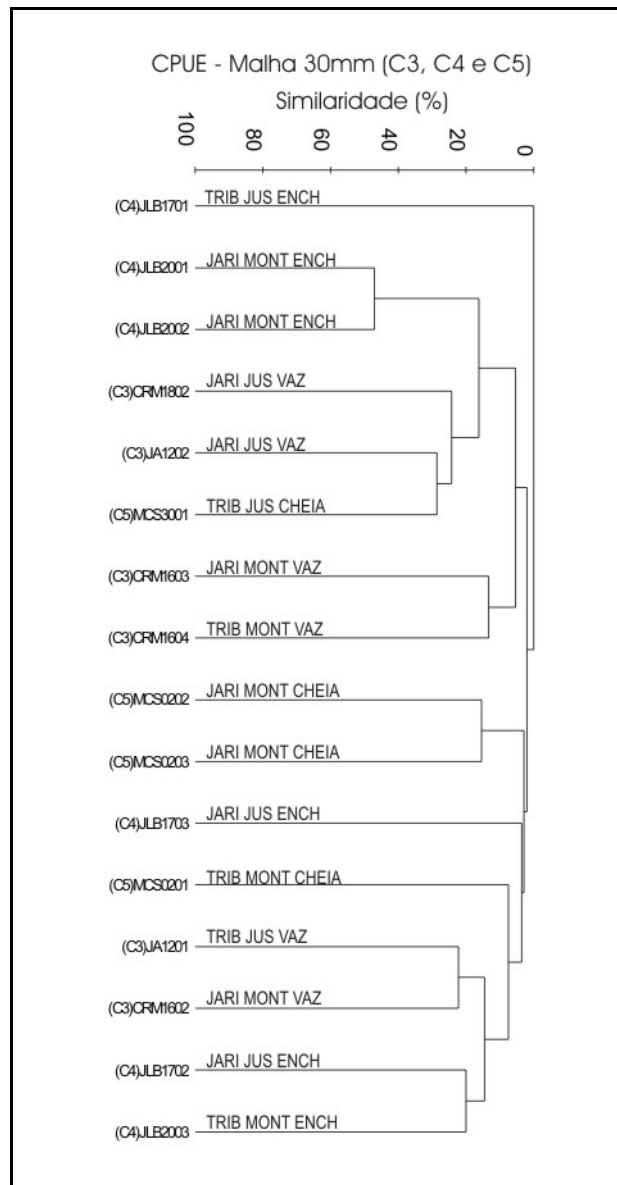 CPUE - Malha 30mm (C3, C4 e C5)
Similaridade (%)
100 80 60 40 20 0
(C4)JLB1701 TRIB JUS ENCH
(C4)JLB2001 JARI MONT ENCH
(C4)JLB2002 JARI MONT ENCH
(C3)CRM1802 JARI JUS VAZ
(C3)JA1202 JARI JUS VAZ
(C5)MCS3001 TRIB JUS CHEIA
(C3)CRM1603 JARI MONT VAZ
(C3)CRM1604 TRIB MONT VAZ
(C5)MCS0202 JARI MONT CHEIA
(C5)MCS0203 JARI MONT CHEIA
(C4)JLB1703 JARI JUS ENCH
(C5)MCS0201 TRIB MONT CHEIA
(C3)JA1201 TRIB JUS VAZ
(C3)CRM1602 JARI MONT VAZ
(C4)JLB1702 JARI JUS ENCH
(C4)JLB2003 TRIB MONT ENCH